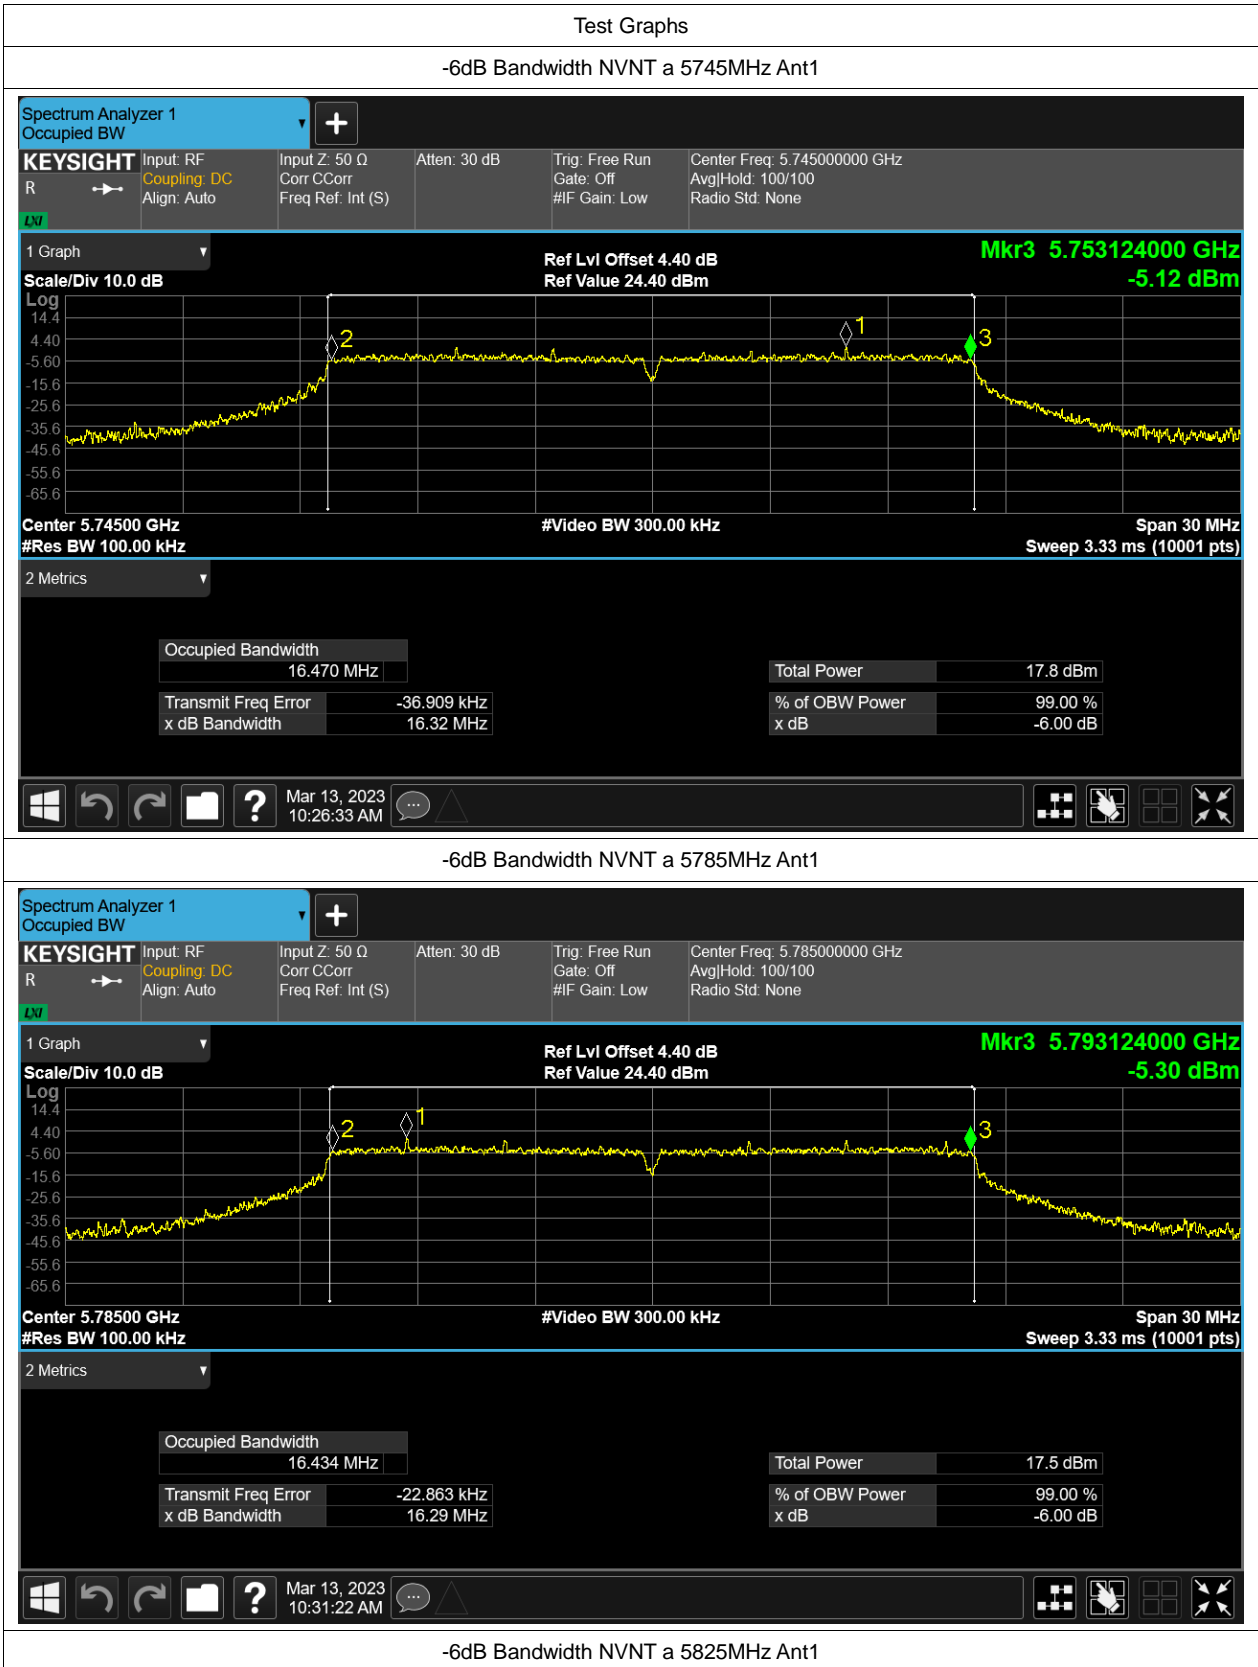 Test Graphs
-6dB Bandwidth NVNT a 5745MHz Ant1
Spectrum Analyzer 1
Occupied BW
KEYSIGHT Input: RF Input Z: 50 Ω Atten: 30 dB Trig: Free Run Center Freq: 5.745000000 GHz
R Coupling: DC Corr CCorr Gate: Off Avg|Hold: 100/100
Align: Auto Freq Ref: Int (S) #IF Gain: Low Radio Std: None
LXI
1 Graph Ref Lvl Offset 4.40 dB Mkr3 5.753124000 GHz
Scale/Div 10.0 dB Ref Value 24.40 dBm -5.12 dBm
Log
14.4
4.40
-5.60
-15.6
-25.6
-35.6
-45.6
-55.6
-65.6
2
1
3
Center 5.74500 GHz #Video BW 300.00 kHz Span 30 MHz
#Res BW 100.00 kHz Sweep 3.33 ms (10001 pts)
2 Metrics
Occupied Bandwidth
16.470 MHz Total Power 17.8 dBm
Transmit Freq Error -36.909 kHz % of OBW Power 99.00 %
x dB Bandwidth 16.32 MHz x dB -6.00 dB
? Mar 13, 2023
10:26:33 AM
-6dB Bandwidth NVNT a 5785MHz Ant1
Spectrum Analyzer 1
Occupied BW
KEYSIGHT Input: RF Input Z: 50 Ω Atten: 30 dB Trig: Free Run Center Freq: 5.785000000 GHz
R Coupling: DC Corr CCorr Gate: Off Avg|Hold: 100/100
Align: Auto Freq Ref: Int (S) #IF Gain: Low Radio Std: None
LXI
1 Graph Ref Lvl Offset 4.40 dB Mkr3 5.793124000 GHz
Scale/Div 10.0 dB Ref Value 24.40 dBm -5.30 dBm
Log
14.4
4.40
-5.60
-15.6
-25.6
-35.6
-45.6
-55.6
-65.6
2
1
3
Center 5.78500 GHz #Video BW 300.00 kHz Span 30 MHz
#Res BW 100.00 kHz Sweep 3.33 ms (10001 pts)
2 Metrics
Occupied Bandwidth
16.434 MHz Total Power 17.5 dBm
Transmit Freq Error -22.863 kHz % of OBW Power 99.00 %
x dB Bandwidth 16.29 MHz x dB -6.00 dB
? Mar 13, 2023
10:31:22 AM
-6dB Bandwidth NVNT a 5825MHz Ant1